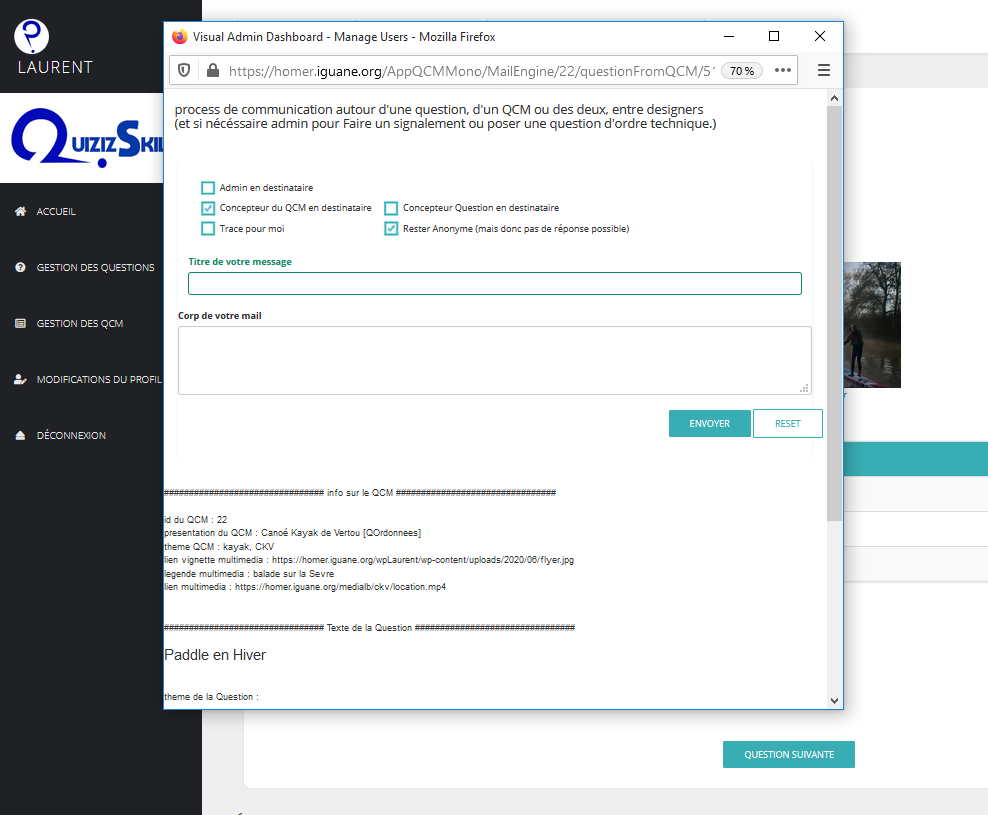 LAURENT
QUIZIZSKIL
ACCUEIL
GESTION DES QUESTIONS
GESTION DES QCM
MODIFICATIONS DU PROFIL
DÉCONNEXION
Visual Admin Dashboard - Manage Users - Mozilla Firefox
https://homer.iguane.org/AppQCMMono/MailEngine/22/questionFromQCM/51
70 %
process de communication autour d'une question, d'un QCM ou des deux, entre designers
(et si nécéssaire admin pour Faire un signalement ou poser une question d'ordre technique.)
Admin en destinataire
Concepteur du QCM en destinataire Concepteur Question en destinataire
Trace pour moi Rester Anonyme (mais donc pas de réponse possible)
Titre de votre message
Corp de votre mail
ENVOYER RESET
################################ info sur le QCM ################################
id du QCM : 22
presentation du QCM : Canoé Kayak de Vertou [QOrdonnees]
theme QCM : kayak, CKV
lien vignette multimedia : https://homer.iguane.org/wpLaurent/wp-content/uploads/2020/06/flyer.jpg
legende multimedia : balade sur la Sevre
lien multimedia : https://homer.iguane.org/medialb/ckv/location.mp4
################################ Texte de la Question ################################
Paddle en Hiver
theme de la Question :
QUESTION SUIVANTE